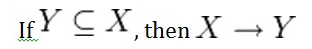 If Y ⊆ X, then X → Y